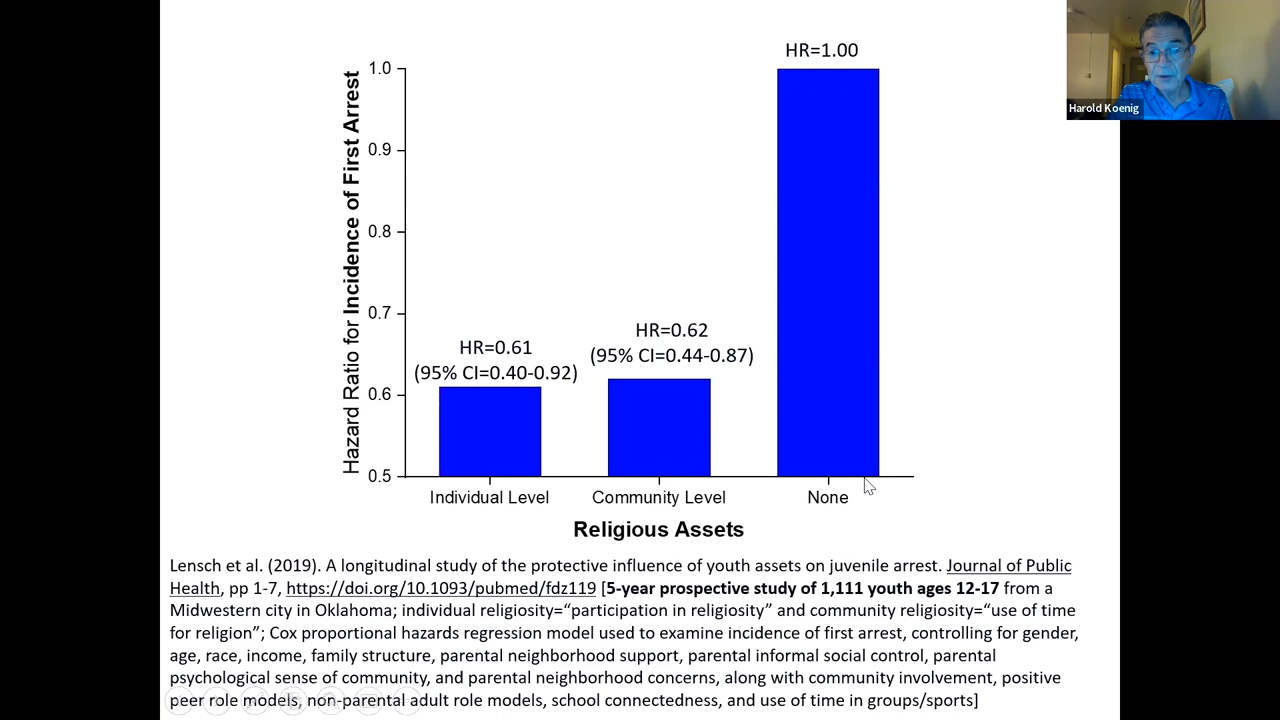 HR=1.00
Harold Koenig
Hazard Ratio for Incidence of First Arrest
1.0
0.9
0.8
0.7
0.6
0.5
HR=0.61
(95% CI=0.40-0.92)
HR=0.62
(95% CI=0.44-0.87)
Individual Level
Community Level
None
Religious Assets
Lensch et al. (2019). A longitudinal study of the protective influence of youth assets on juvenile arrest. Journal of Public
Health, pp 1-7, https://doi.org/10.1093/pubmed/fdz119 [5-year prospective study of 1,111 youth ages 12-17 from a
Midwestern city in Oklahoma; individual religiosity=“participation in religiosity” and community religiosity=“use of time
for religion”; Cox proportional hazards regression model used to examine incidence of first arrest, controlling for gender,
age, race, income, family structure, parental neighborhood support, parental informal social control, parental
psychological sense of community, and parental neighborhood concerns, along with community involvement, positive
peer role models, non-parental adult role models, school connectedness, and use of time in groups/sports]